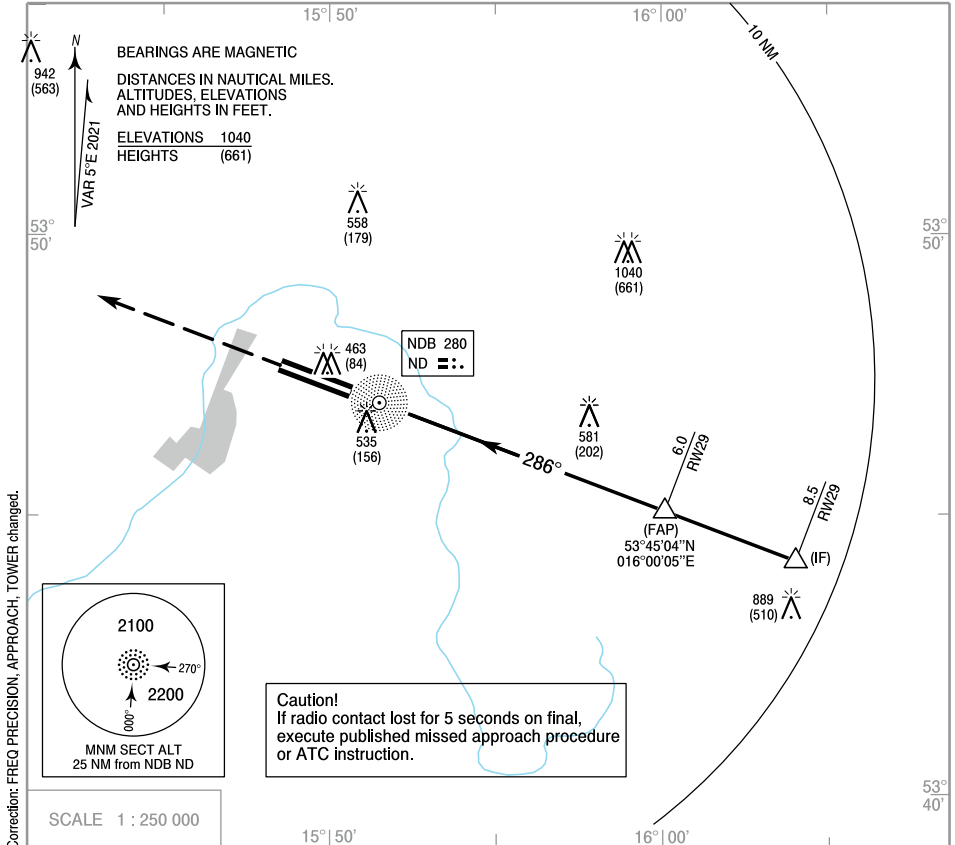 15° 50'
16° 00'
10 NM
942
(563)
N
VAR 5°E 2021
BEARINGS ARE MAGNETIC
DISTANCES IN NAUTICAL MILES.
ALTITUDES, ELEVATIONS
AND HEIGHTS IN FEET.
ELEVATIONS 1040
HEIGHTS (661)
53°
50'
53°
50'
558
(179)
1040
(661)
463
(84)
NDB 280
ND
535
(156)
581
(202)
286°
6.0
RW29
8.5
RW29
(FAP)
53°45'04"N
016°00'05"E
(IF)
889
(510)
2100
270°
2200
000°
MNM SECT ALT
25 NM from NDB ND
Caution!
If radio contact lost for 5 seconds on final,
execute published missed approach procedure
or ATC instruction.
53°
40'
SCALE 1 : 250 000
15° 50'
16° 00'
Correction: FREQ PRECISION, APPROACH, TOWER changed.